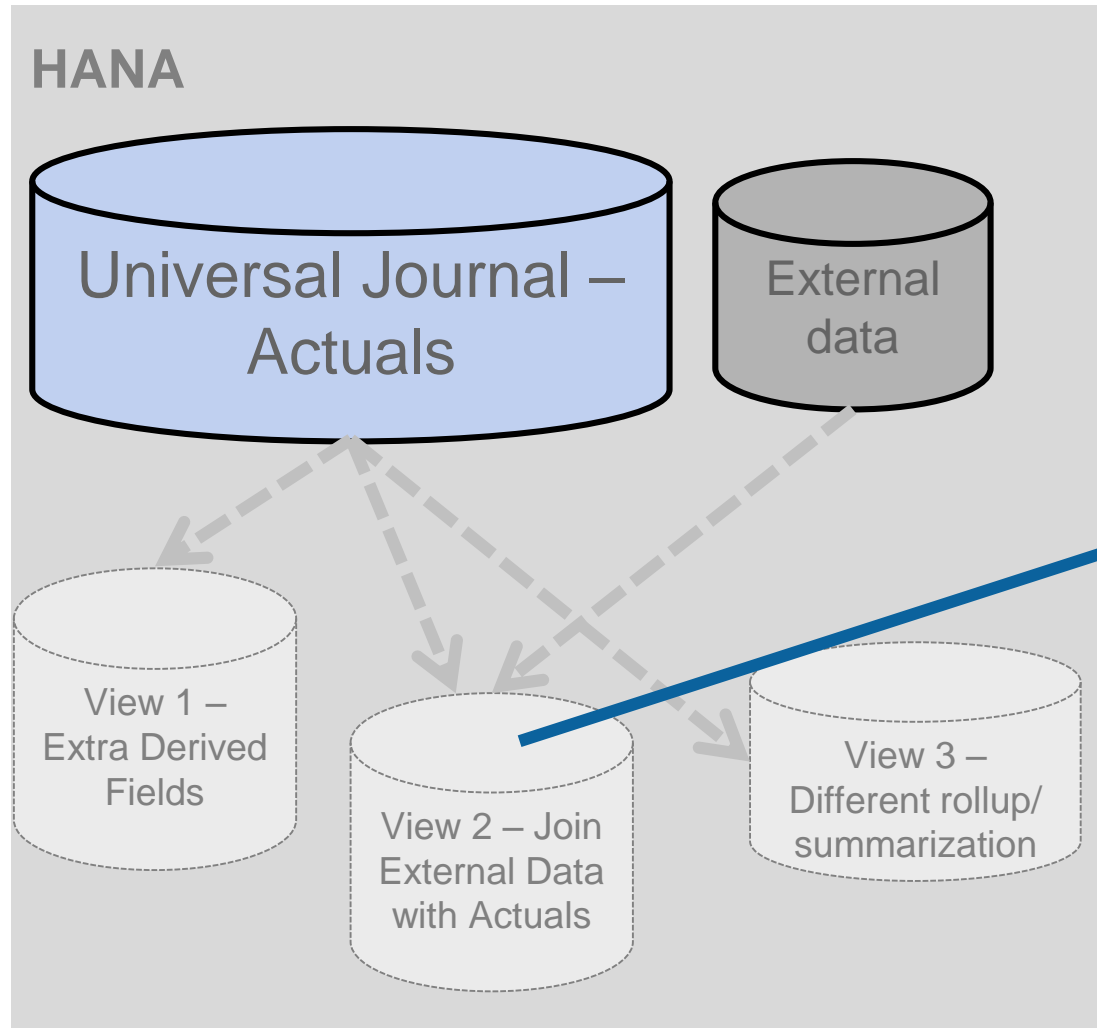 HANA
Universal Journal –
Actuals
External
data
View 1 –
Extra Derived
Fields
View 2 – Join
External Data
with Actuals
View 3 –
Different rollup/
summarization